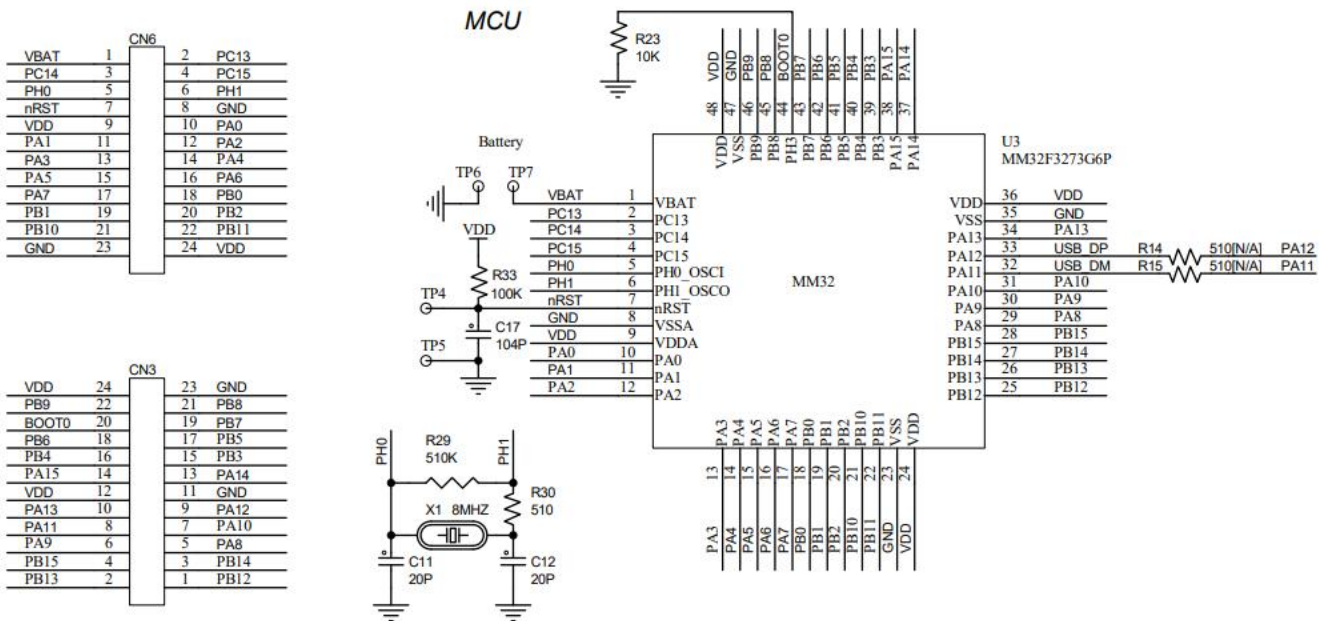 MCU
CN6
VBAT 1 2 PC13
PC14 3 4 PC15
PH0 5 6 PH1
nRST 7 8 GND
VDD 9 10 PA0
PA1 11 12 PA2
PA3 13 14 PA4
PA5 15 16 PA6
PA7 17 18 PB0
PB1 19 20 PB2
PB10 21 22 PB11
GND 23 24 VDD
CN3
VDD 24 23 GND
PB9 22 21 PB8
BOOT0 20 19 PB7
PB6 18 17 PB5
PB4 16 15 PB3
PA15 14 13 PA14
VDD 12 11 GND
PA13 10 9 PA12
PA11 8 7 PA10
PA9 6 5 PA8
PB15 4 3 PB14
PB13 2 1 PB12
R23
10K
Battery
TP6 TP7
VDD
R33
100K
TP4
C17
104P
TP5
PH0
R29
510K
PH1
R30
510
X1 8MHZ
C11
20P
C12
20P
VDD GND PB9 PB8 BOOT0 PB7 PB6 PB5 PB4 PB3 PA15 PA14
48 47 46 45 44 43 42 41 40 39 38 37
VDD VSS PB9 PB8 PH3 PB7 PB6 PB5 PB4 PB3 PA15 PA14
U3
MM32F3273G6P
VBAT 1 VBAT
PC13 2 PC13
PC14 3 PC14
PC15 4 PC15
PH0 5 PH0_OSCI
PH1 6 PH1_OSCO
nRST 7 nRST
GND 8 VSSA
VDD 9 VDDA
PA0 10 PA0
PA1 11 PA1
PA2 12 PA2
MM32
VDD 36 VDD
VSS 35 GND
PA13 34 PA13
PA12 33 USB_DP R14 510[N/A] PA12
PA11 32 USB_DM R15 510[N/A] PA11
PA10 31 PA10
PA9 30 PA9
PA8 29 PA8
PB15 28 PB15
PB14 27 PB14
PB13 26 PB13
PB12 25 PB12
PA3 PA4 PA5 PA6 PA7 PB0 PB1 PB2 PB10 PB11 VSS VDD
13 14 15 16 17 18 19 20 21 22 23 24
PA3 PA4 PA5 PA6 PA7 PB0 PB1 PB2 PB10 PB11 GND VDD